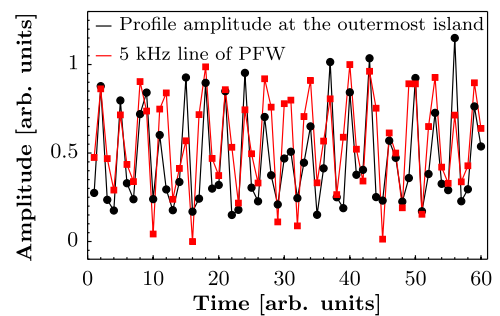 Profile amplitude at the outermost island
5 kHz line of PFW
Amplitude [arb. units]
1
0.5
0
0 10 20 30 40 50 60
Time [arb. units]